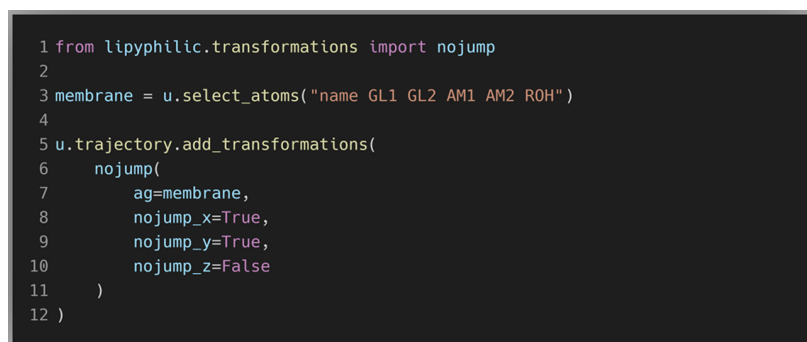 1 from lipyphilic.transformations import nojump
2
3 membrane = u.select_atoms("name GL1 GL2 AM1 AM2 ROH")
4
5 u.trajectory.add_transformations(
6     nojump(
7         ag=membrane,
8         nojump_x=True,
9         nojump_y=True,
10         nojump_z=False
11     )
12 )